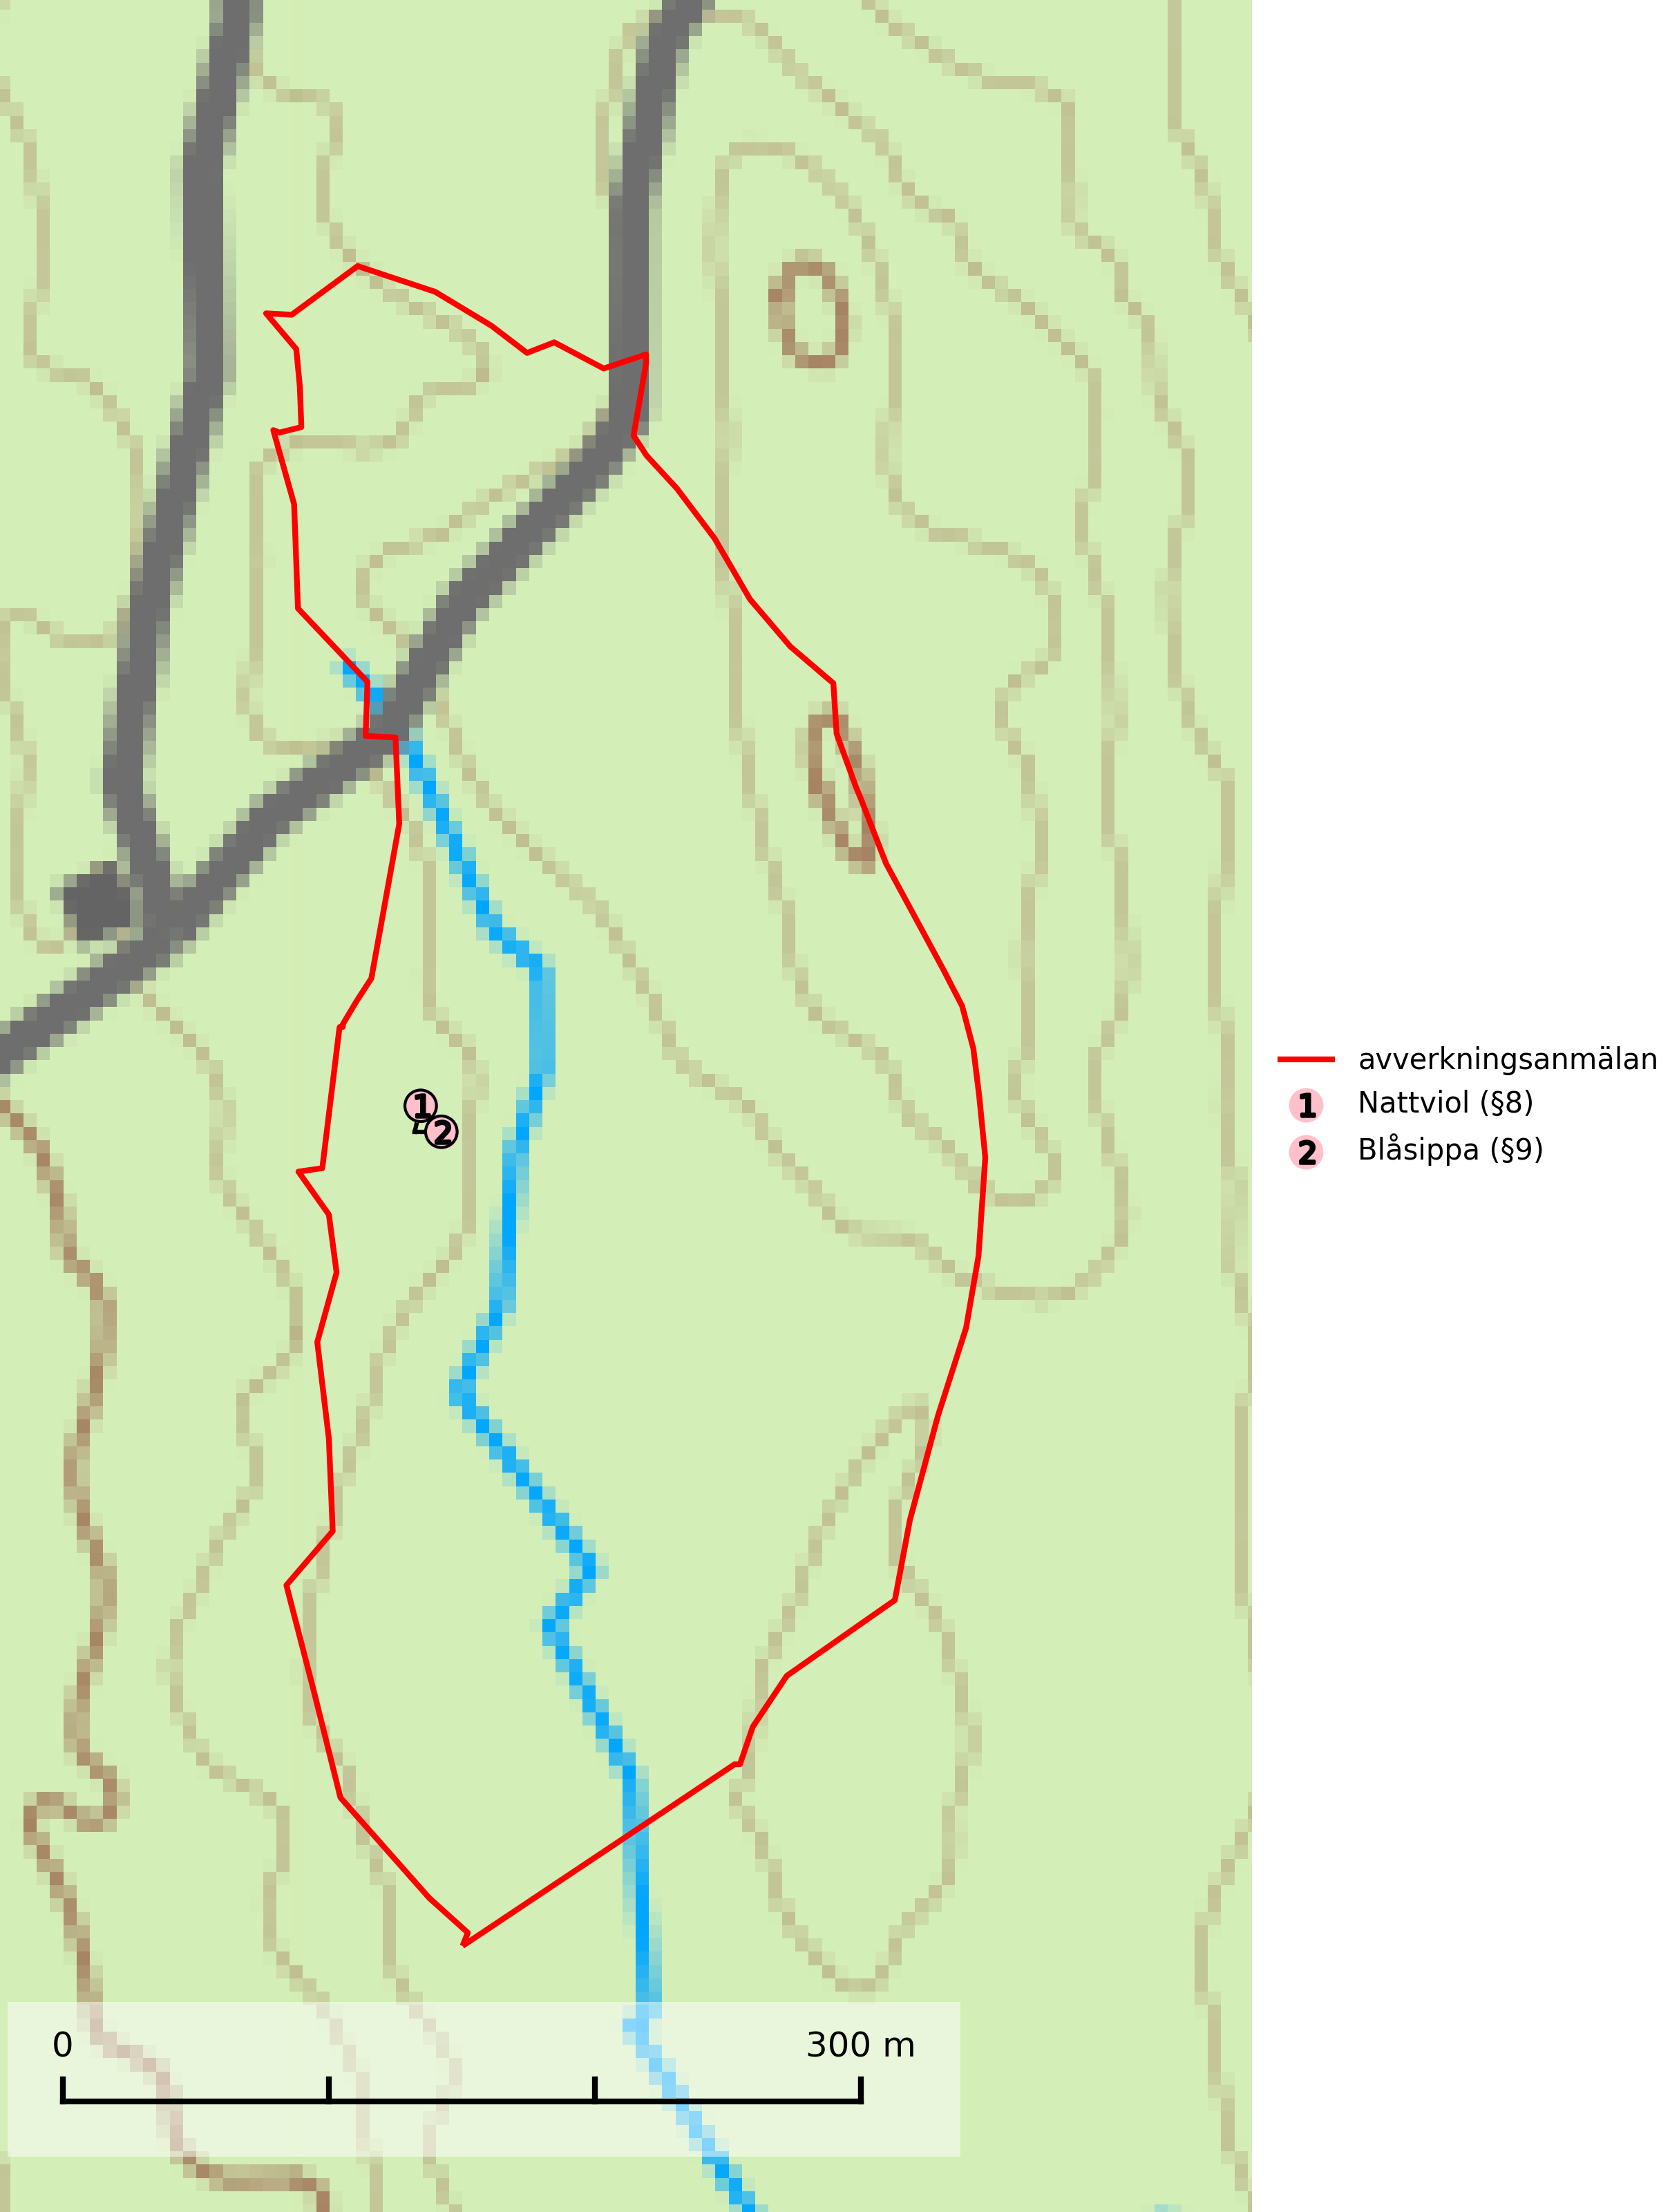 1
2
avverkningsanmälan
1 Nattviol (§8)
2 Blåsippa (§9)
0 300 m